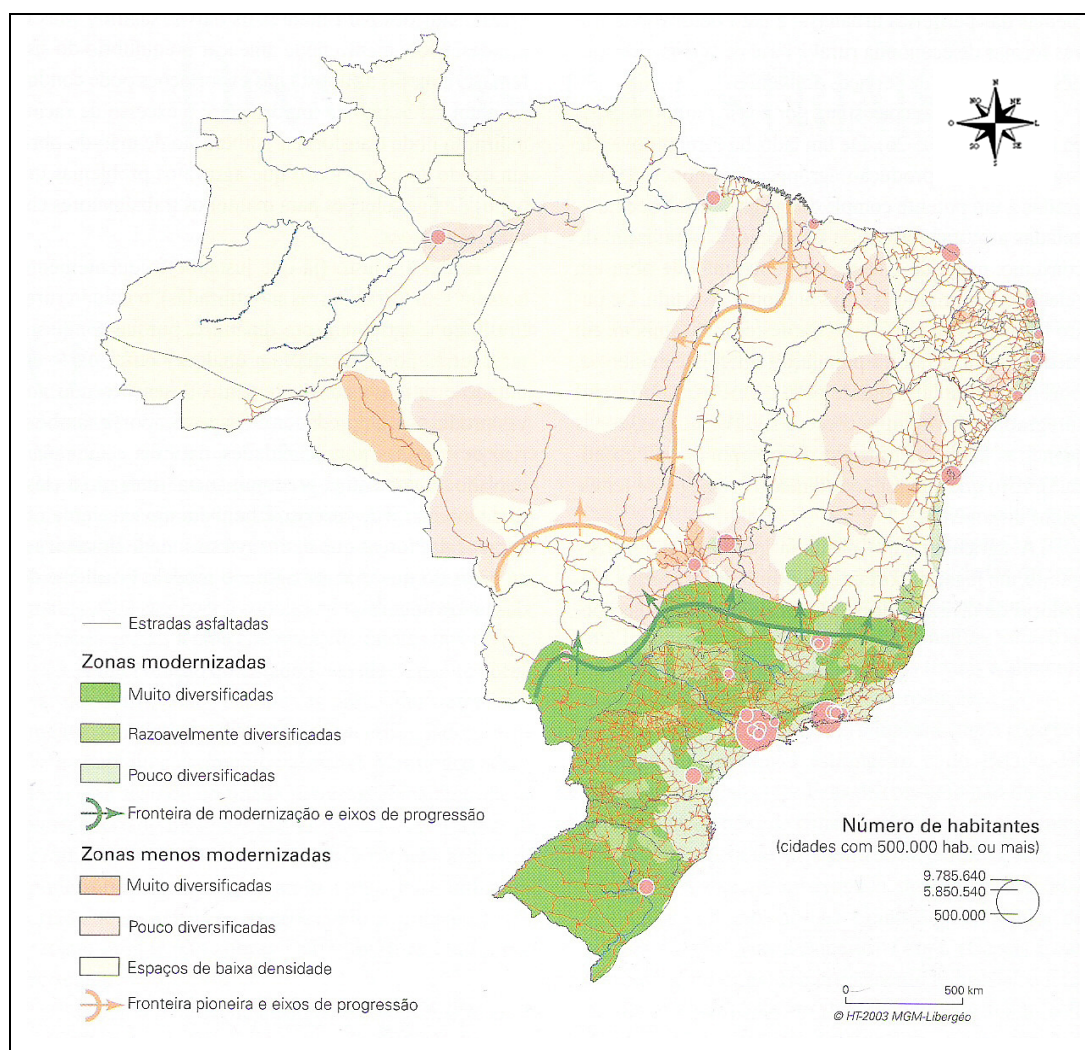 N
NO
NE
O
L
SO
SE
S
Estradas asfaltadas
Zonas modernizadas
Muito diversificadas
Razoavelmente diversificadas
Pouco diversificadas
Fronteira de modernização e eixos de progressão
Zonas menos modernizadas
Muito diversificadas
Pouco diversificadas
Espaços de baixa densidade
Fronteira pioneira e eixos de progressão
Número de habitantes
(cidades com 500.000 hab. ou mais)
9.785.640
5.850.540
500.000
0 500 km
© HT-2003 MGM-Libergéo